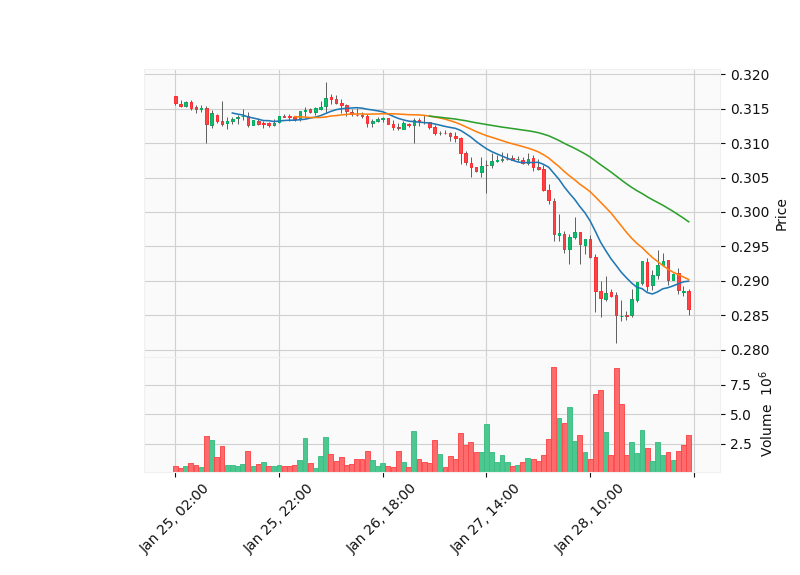 0.320
0.315
0.310
0.305
0.300
0.295
0.290
0.285
0.280
Price
7.5
5.0
2.5
Volume 10^6
Jan 25, 02:00
Jan 25, 22:00
Jan 26, 18:00
Jan 27, 14:00
Jan 28, 10:00